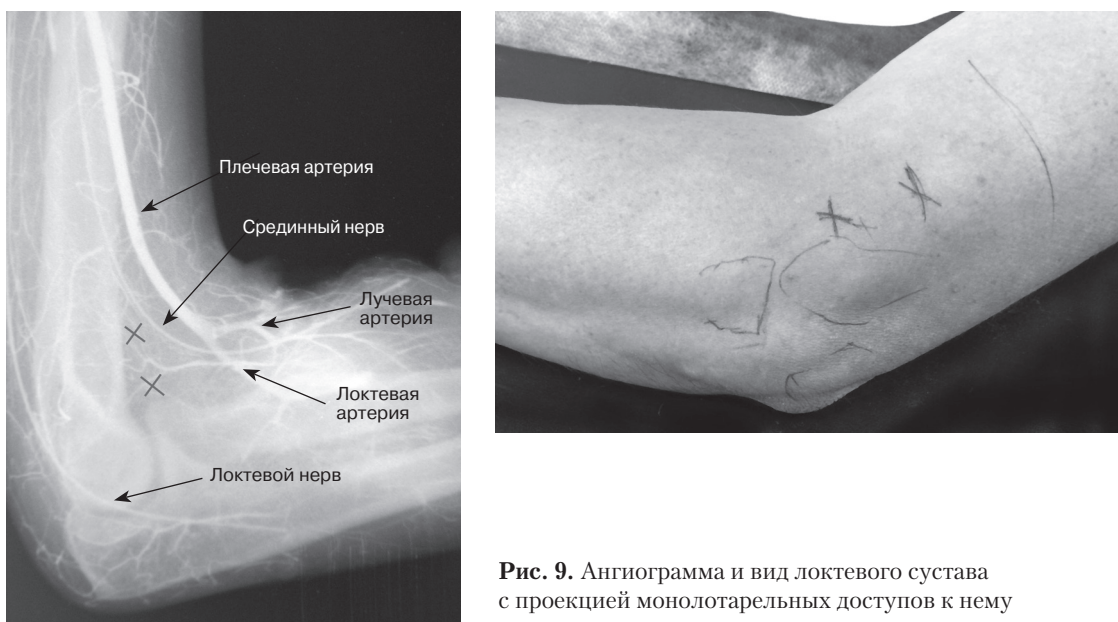 Плечевая артерия
Срединный нерв
Лучевая
артерия
Локтевая
артерия
Локтевой нерв
Рис. 9. Ангиограмма и вид локтевого сустава
с проекцией монолотарельных доступов к нему